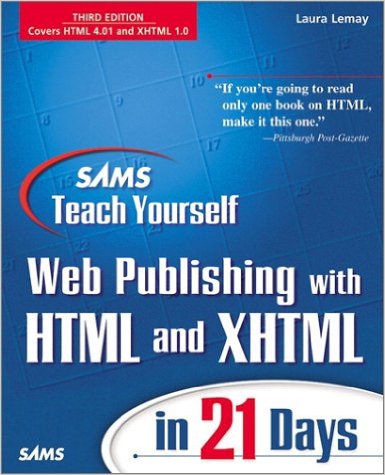 THIRD EDITION
Covers HTML 4.01 and XHTML 1.0
Laura Lemay
“If you're going to read
only one book on HTML,
make it this one.”
—Pittsburgh Post-Gazette
SAMS
Teach Yourself
Web Publishing with
HTML and XHTML
in 21 Days
SAMS